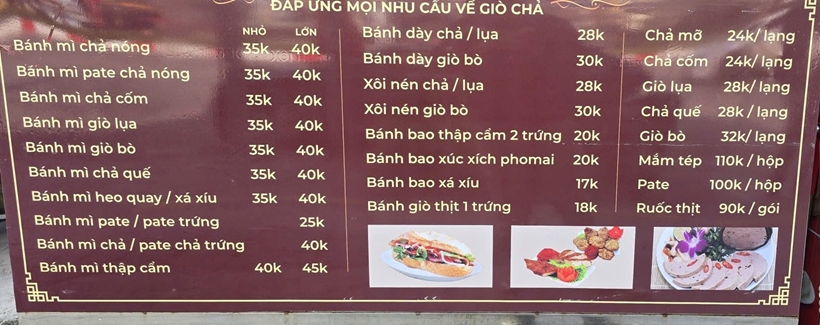 ĐÁP ỨNG MỌI NHU CẦU VỀ GIÒ CHẢ
NHỎ LỚN
Bánh mì chả nóng 35k 40k
Bánh mì pate chả nóng 35k 40k
Bánh mì chả cốm 35k 40k
Bánh mì giò lụa 35k 40k
Bánh mì giò bò 35k 40k
Bánh mì chả quế 35k 40k
Bánh mì heo quay / xá xíu 35k 40k
Bánh mì pate / pate trứng 25k
Bánh mì chả / pate chả trứng 40k
Bánh mì thập cẩm 40k 45k
Bánh dày chả / lụa 28k
Bánh dày giò bò 30k
Xôi nén chả / lụa 28k
Xôi nén giò bò 30k
Bánh bao thập cẩm 2 trứng 20k
Bánh bao xúc xích phomai 20k
Bánh bao xá xíu 17k
Bánh giò thịt 1 trứng 18k
Chả mỡ 24k/ lạng
Chả cốm 24k/ lạng
Giò lụa 28k/ lạng
Chả quế 28k / lạng
Giò bò 32k/ lạng
Mắm tép 110k / hộp
Pate 100k / hộp
Ruốc thịt 90k / gói